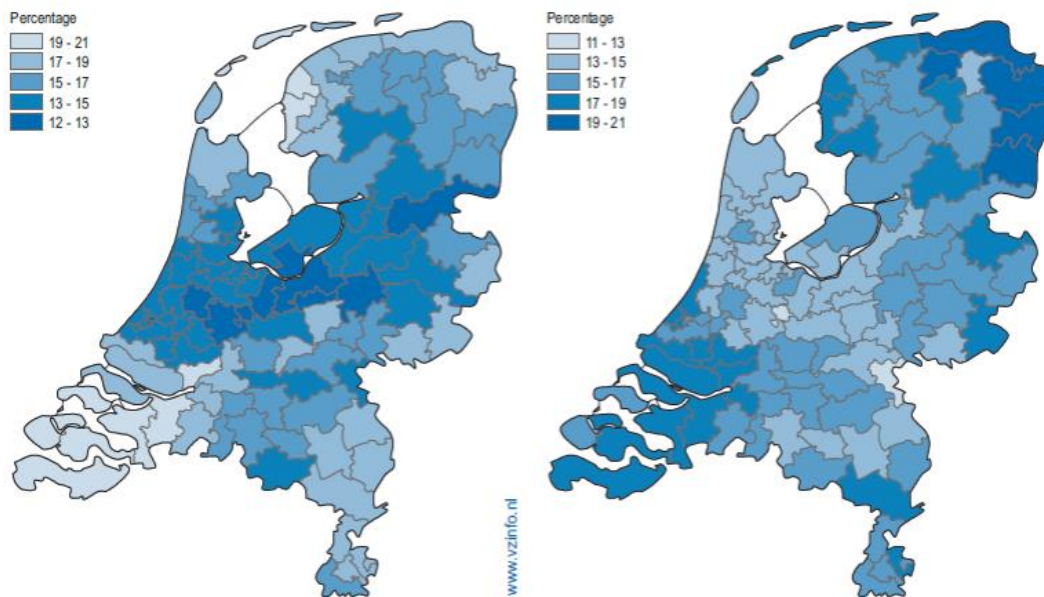 Percentage
19 - 21
17 - 19
15 - 17
13 - 15
12 - 13
Percentage
11 - 13
13 - 15
15 - 17
17 - 19
19 - 21
www.vzinfo.nl